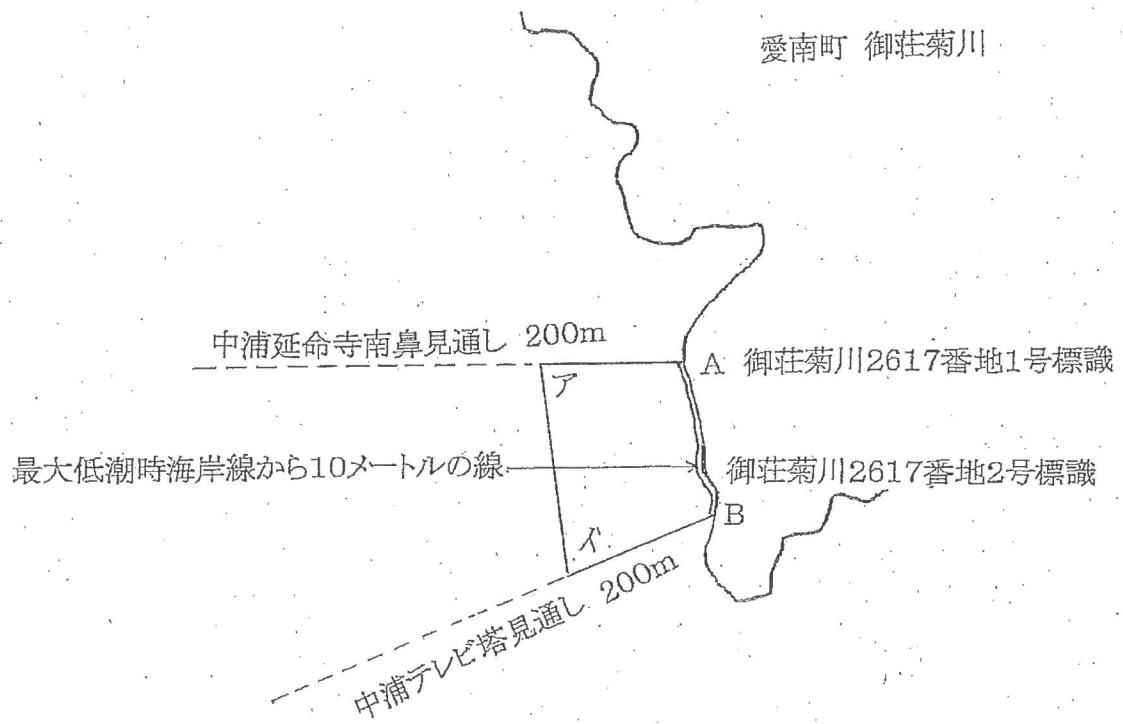 愛南町 御荘菊川
中浦延命寺南鼻見通し 200m
ア
A 御荘菊川2617番地1号標識
最大低潮時海岸線から10メートルの線
御荘菊川2617番地2号標識
B
イ
中浦テレビ塔見通し 200m